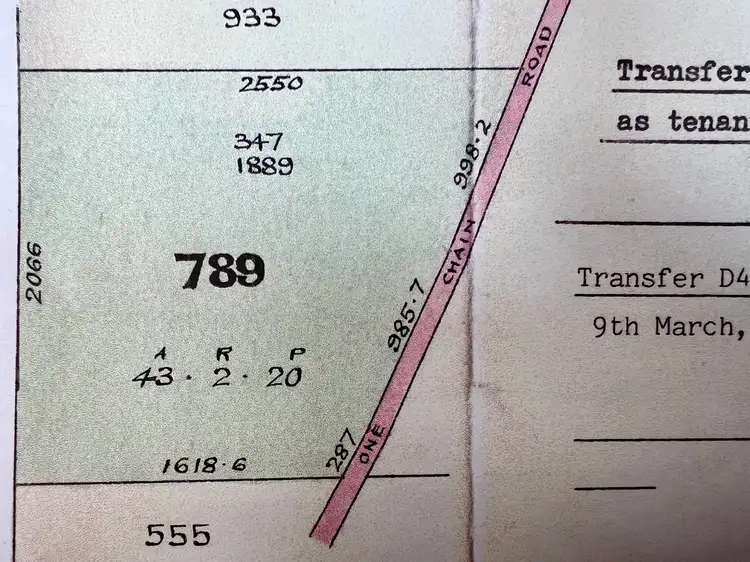 933
2550
347
1889
789
2066
A R P
43 · 2 · 20
1618·6
555
998·2
985·7
287
ONE CHAIN ROAD
Transfer
as tenan
Transfer D4
9th March,